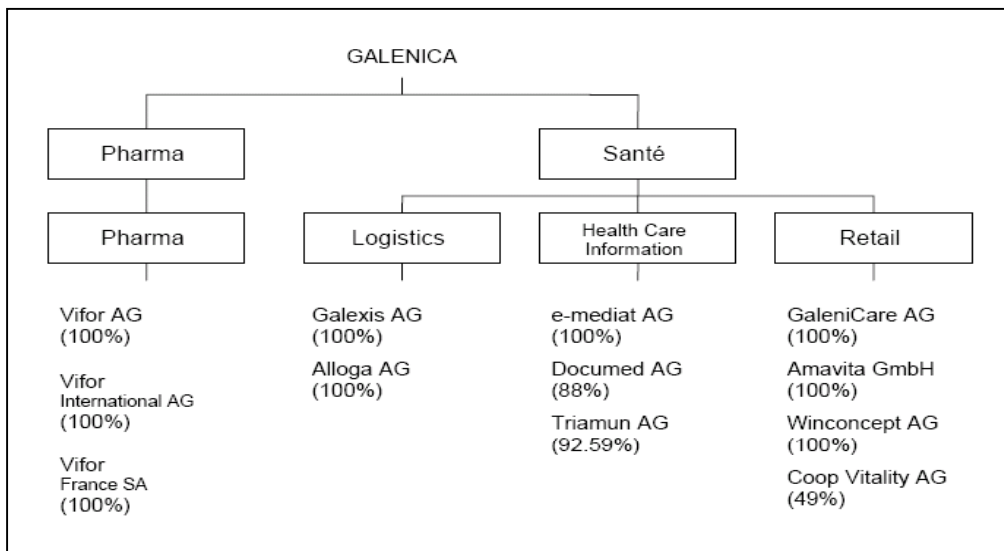 GALENICA
Pharma
Santé
Pharma
Logistics
Health Care
Information
Retail
Vifor AG
(100%)
Vifor
International AG
(100%)
Vifor
France SA
(100%)
Galexis AG
(100%)
Alloga AG
(100%)
e-mediat AG
(100%)
Documed AG
(88%)
Triamun AG
(92.59%)
GaleniCare AG
(100%)
Amavita GmbH
(100%)
Winconcept AG
(100%)
Coop Vitality AG
(49%)